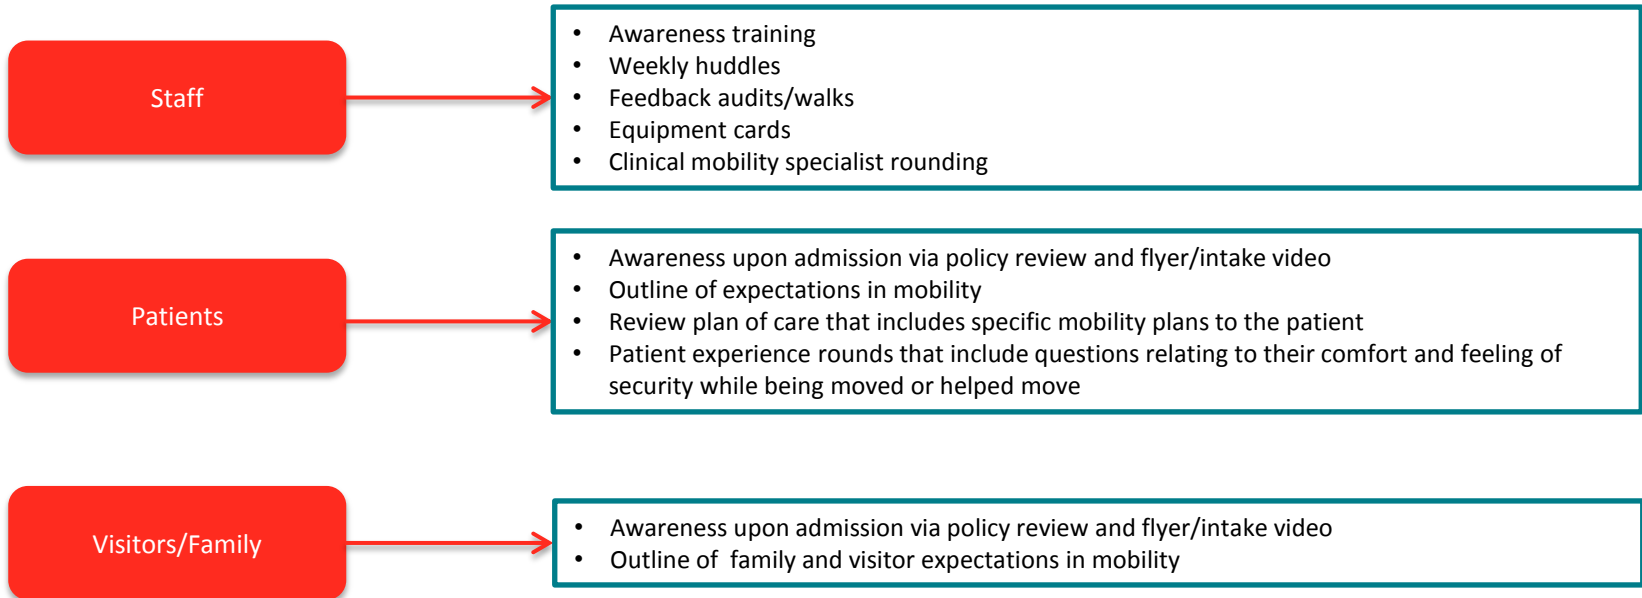 Staff
• Awareness training
• Weekly huddles
• Feedback audits/walks
• Equipment cards
• Clinical mobility specialist rounding
Patients
• Awareness upon admission via policy review and flyer/intake video
• Outline of expectations in mobility
• Review plan of care that includes specific mobility plans to the patient
• Patient experience rounds that include questions relating to their comfort and feeling of
security while being moved or helped move
Visitors/Family
• Awareness upon admission via policy review and flyer/intake video
• Outline of  family and visitor expectations in mobility